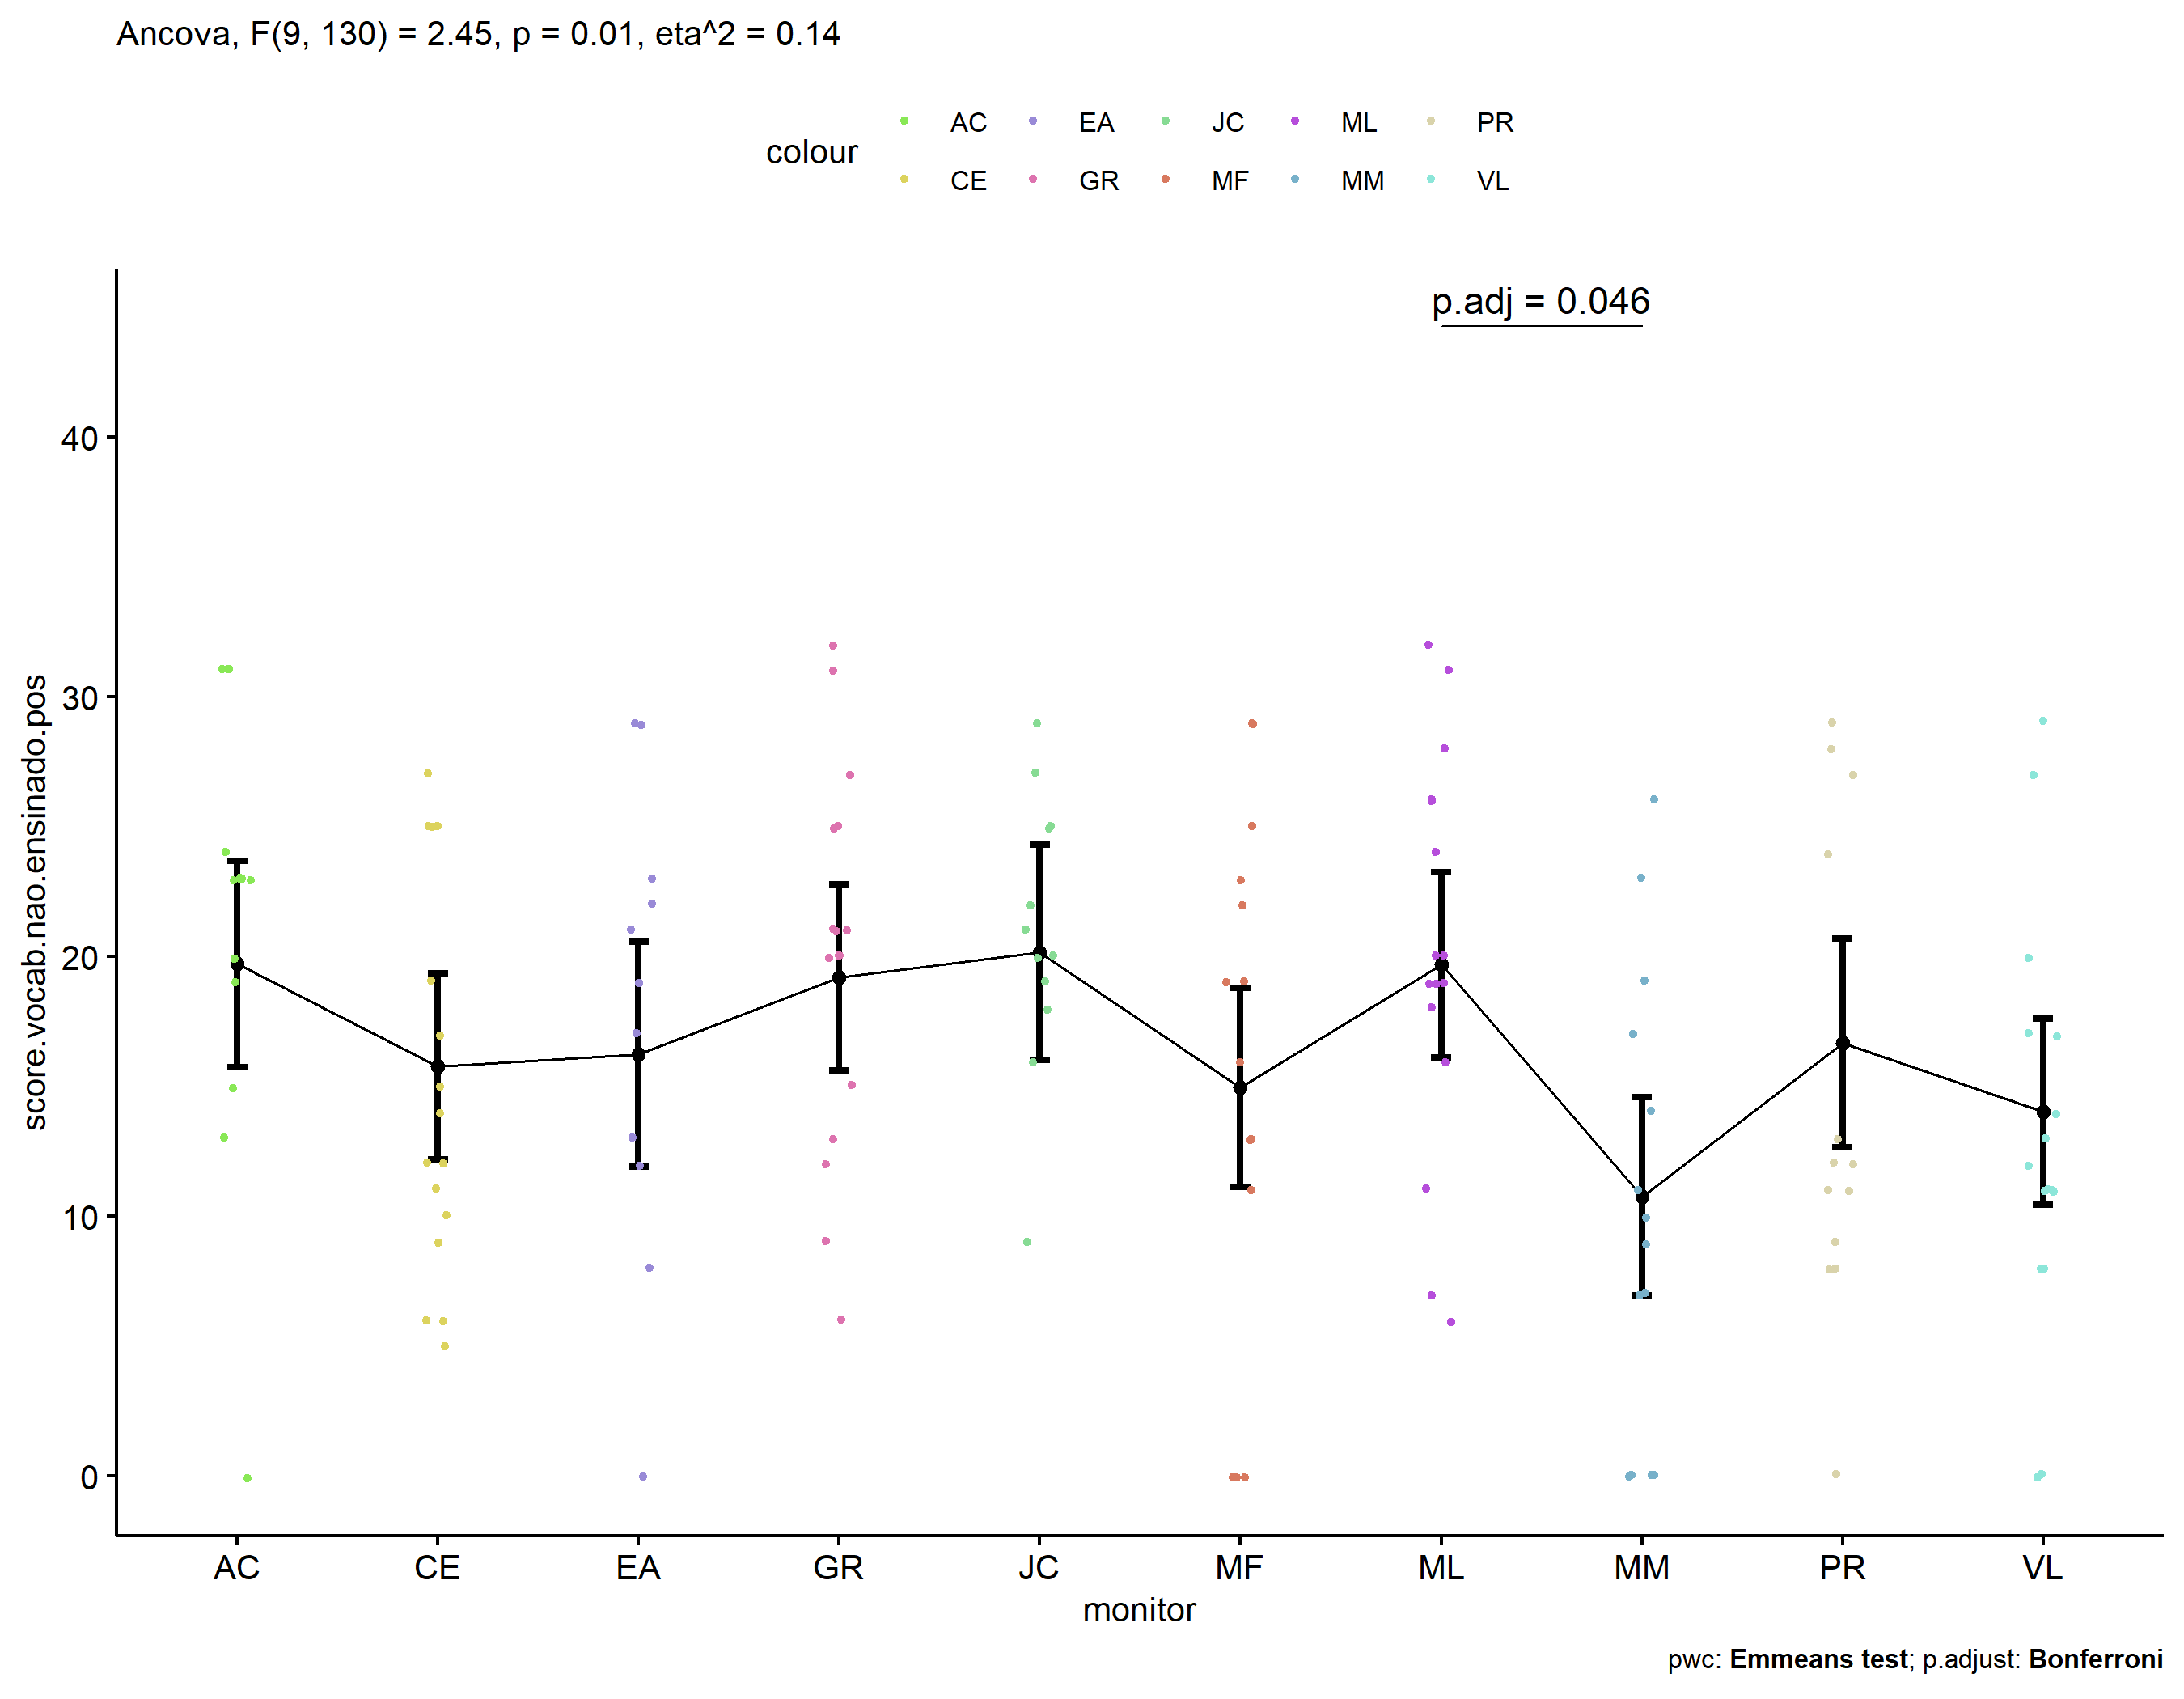 Ancova, F(9, 130) = 2.45, p = 0.01, eta^2 = 0.14
colour
AC EA JC ML PR
CE GR MF MM VL
p.adj = 0.046
score.vocab.nao.ensinado.pos
40
30
20
10
0
AC CE EA GR JC MF ML MM PR VL
monitor
pwc: Emmeans test; p.adjust: Bonferroni